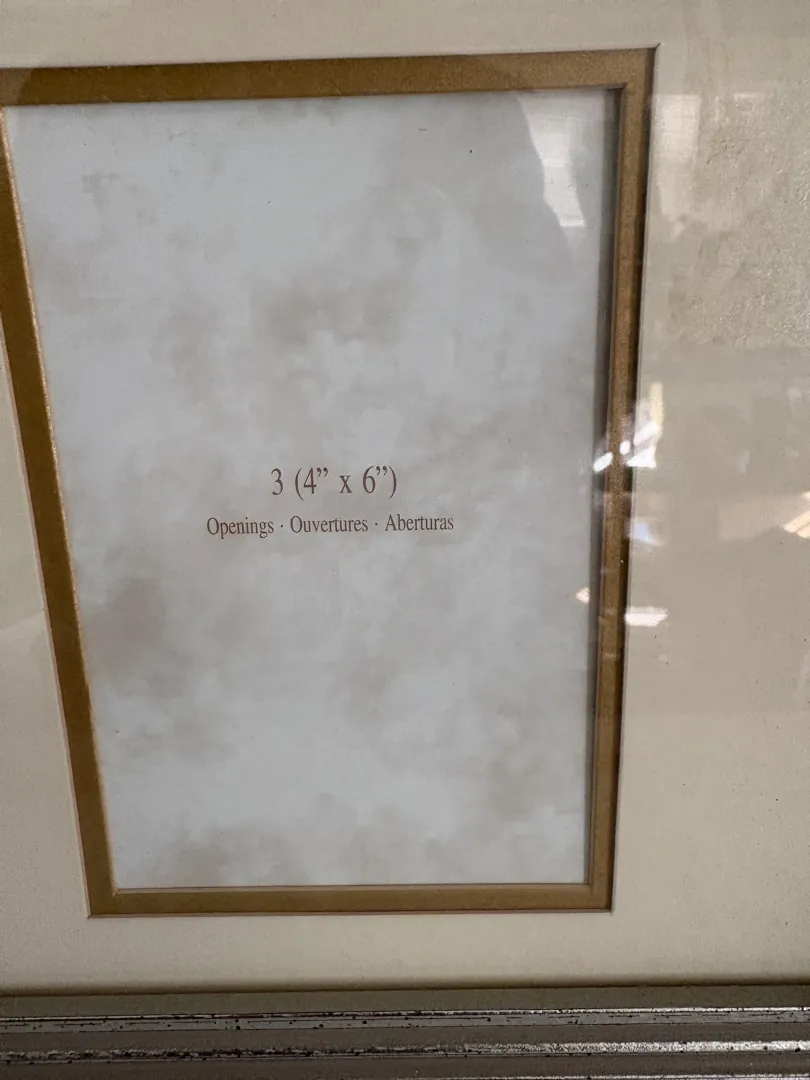 3 (4” x 6”)
Openings · Ouvertures · Aberturas